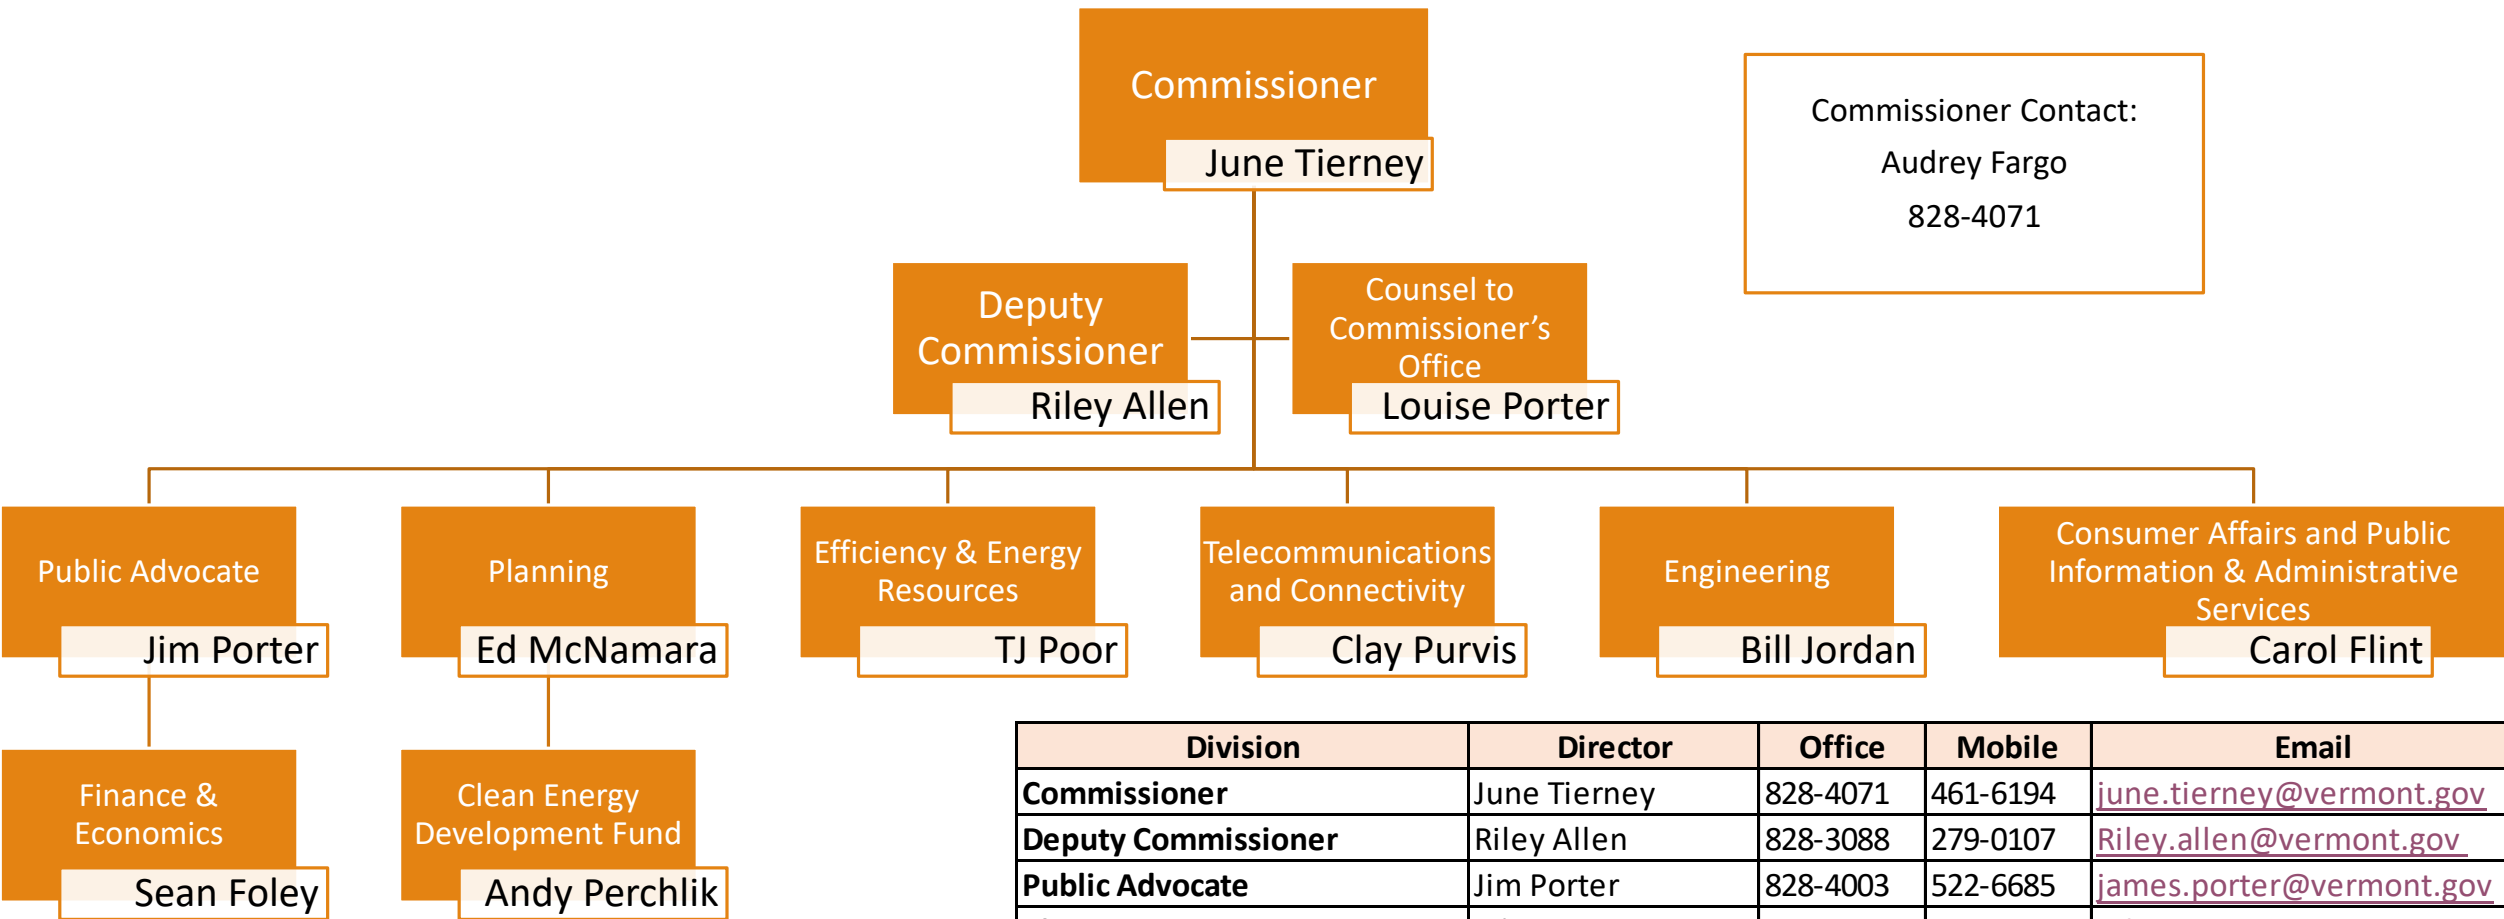 Commissioner
June Tierney
Commissioner Contact:
Audrey Fargo
828-4071
Deputy
Commissioner
Riley Allen
Counsel to
Commissioner’s
Office
Louise Porter
Public Advocate
Jim Porter
Planning
Ed McNamara
Efficiency & Energy
Resources
TJ Poor
Telecommunications
and Connectivity
Clay Purvis
Engineering
Bill Jordan
Consumer Affairs and Public
Information & Administrative
Services
Carol Flint
Finance &
Economics
Sean Foley
Clean Energy
Development Fund
Andy Perchlik
Division Director Office Mobile Email
Commissioner June Tierney 828-4071 461-6194 june.tierney@vermont.gov
Deputy Commissioner Riley Allen 828-3088 279-0107 Riley.allen@vermont.gov
Public Advocate Jim Porter 828-4003 522-6685 james.porter@vermont.gov